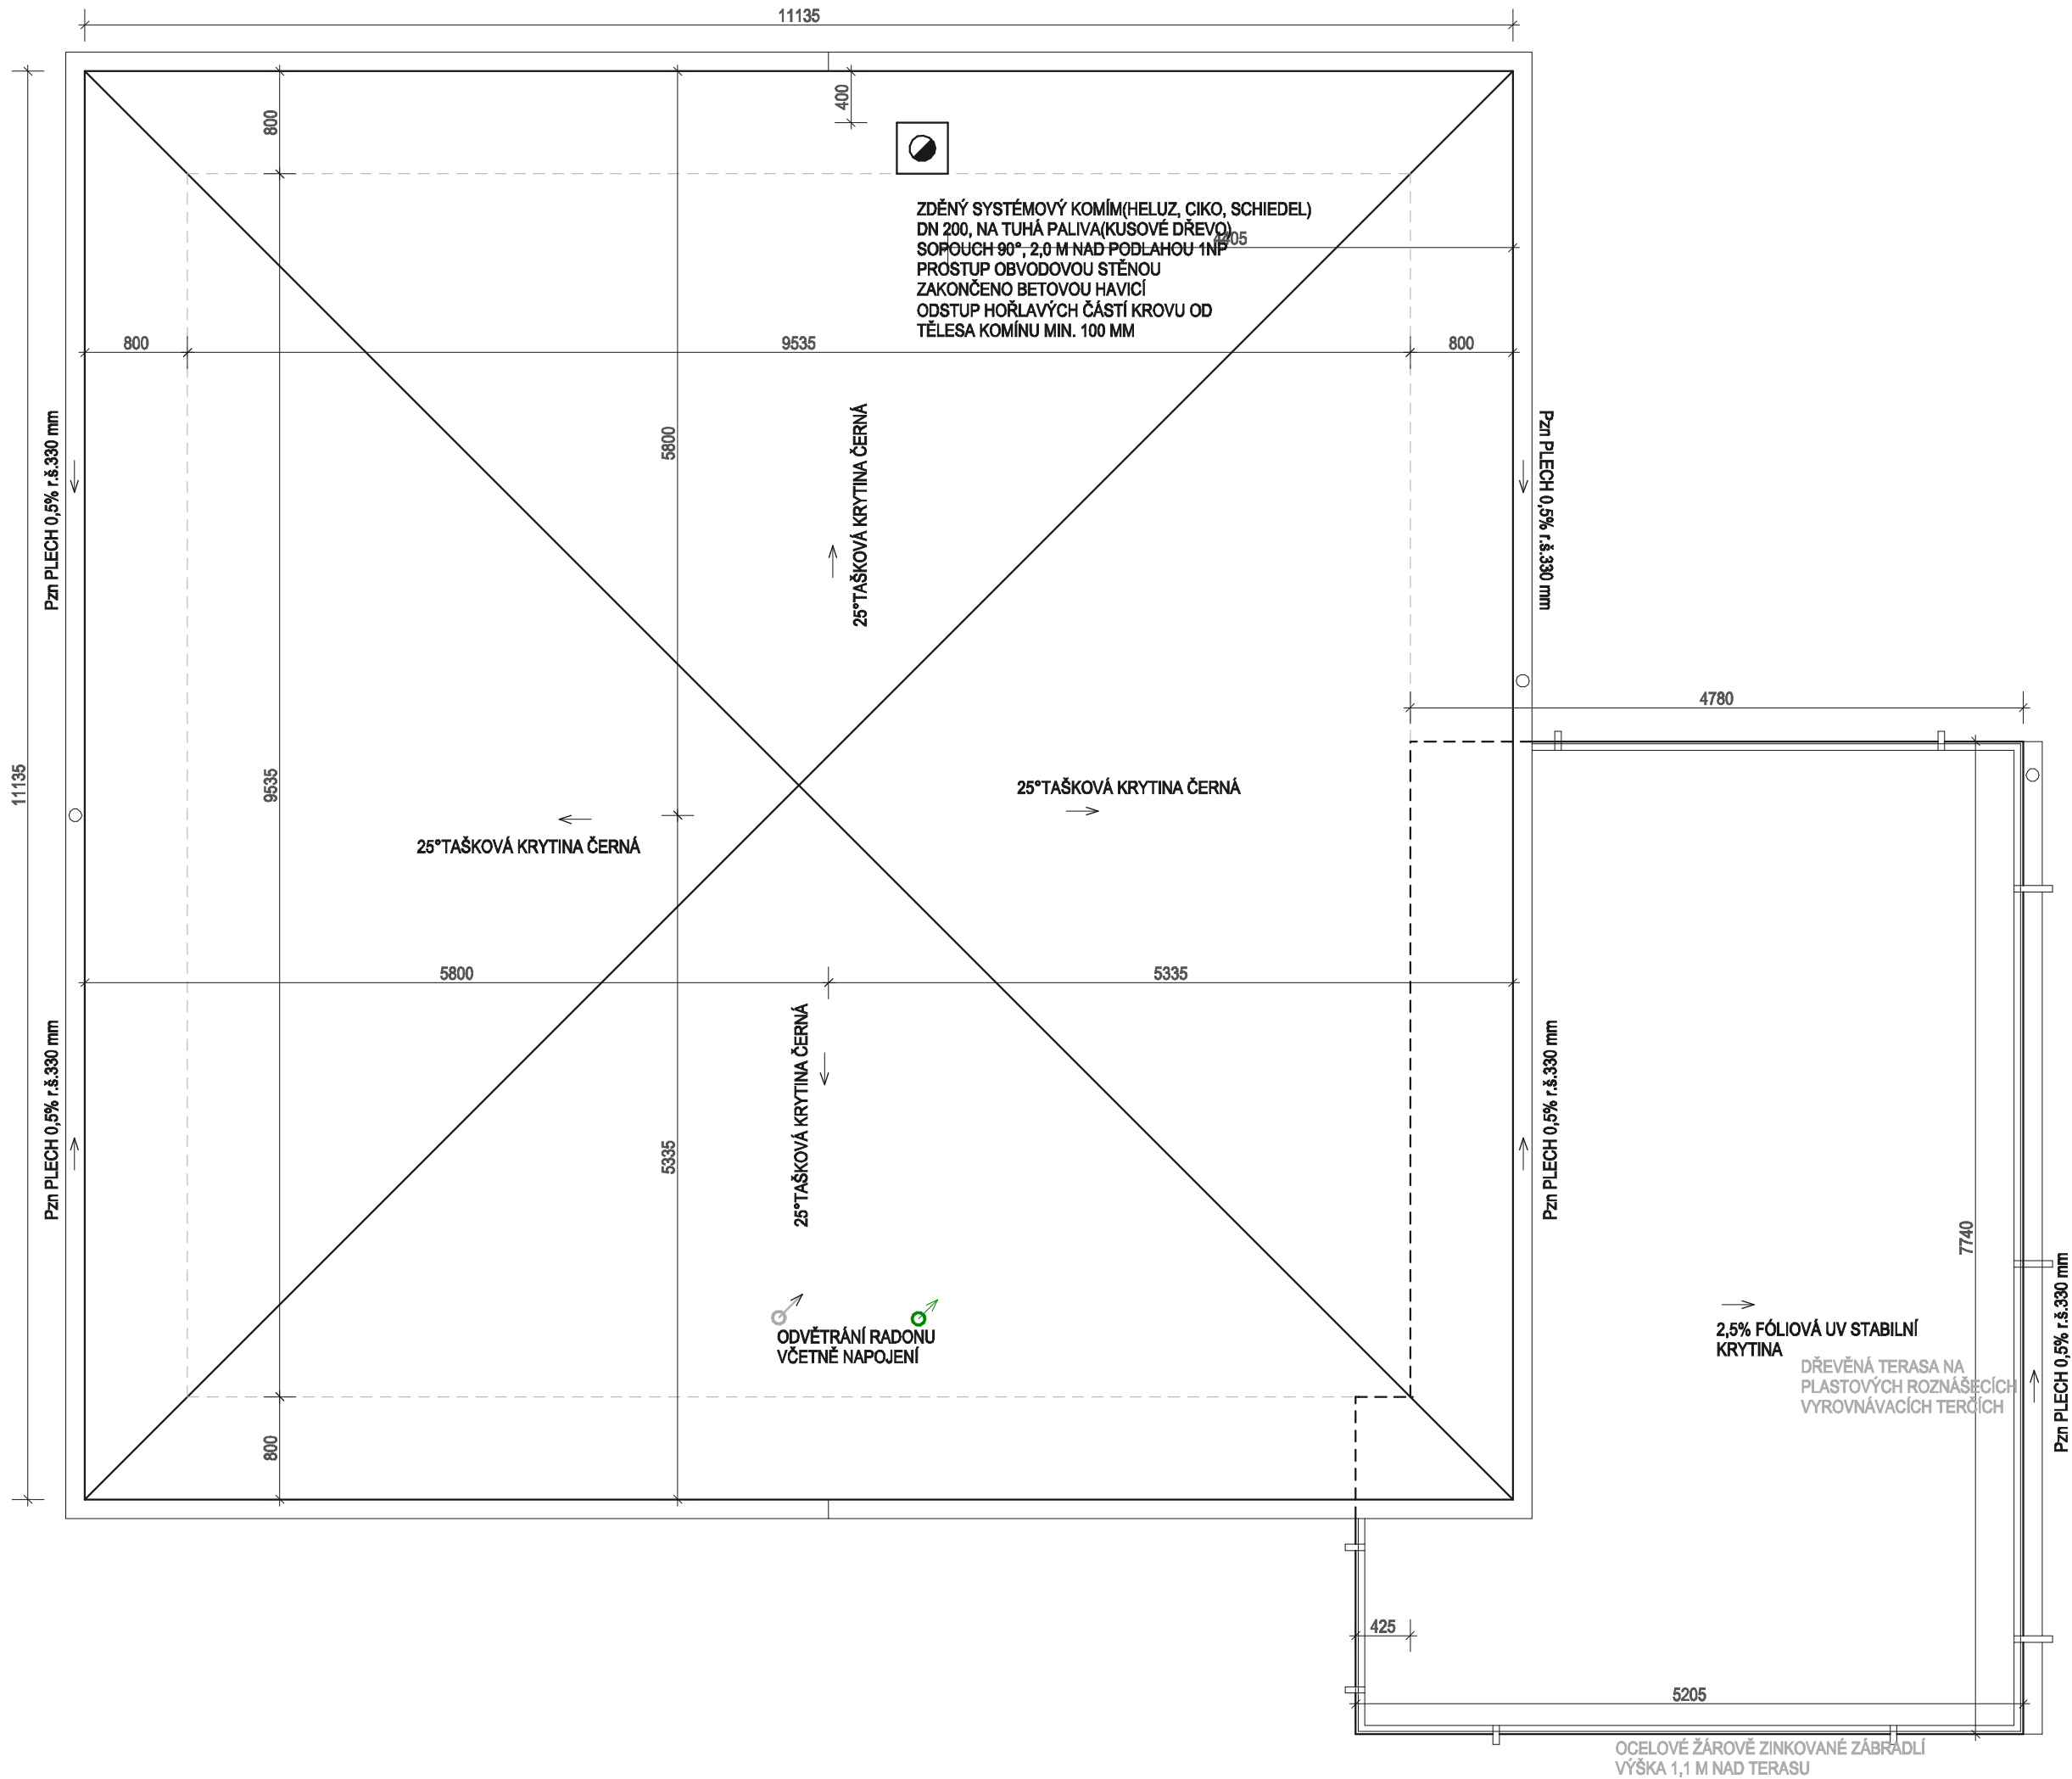 11135
400
800
ZDĚNÝ SYSTÉMOVÝ KOMÍM(HELUZ, CIKO, SCHIEDEL)
DN 200, NA TUHÁ PALIVA(KUSOVÉ DŘEVO)
SOPOUCH 90°, 2,0 M NAD PODLAHOU 1NP
4405
PROSTUP OBVODOVOU STĚNOU
ZAKONČENO BETOVOU HAVICÍ
ODSTUP HOŘLAVÝCH ČÁSTÍ KROVU OD
TĚLESA KOMÍNU MIN. 100 MM
800
9535
800
Pzn PLECH 0,5% r.š.330 mm
5800
25°TAŠKOVÁ KRYTINA ČERNÁ
Pzn PLECH 0,5% r.š.330 mm
4780
11135
9535
25°TAŠKOVÁ KRYTINA ČERNÁ
25°TAŠKOVÁ KRYTINA ČERNÁ
5800
5335
Pzn PLECH 0,5% r.š.330 mm
5335
25°TAŠKOVÁ KRYTINA ČERNÁ
Pzn PLECH 0,5% r.š.330 mm
7740
Pzn PLECH 0,5% r.š.330 mm
ODVĚTRÁNÍ RADONU
VČETNĚ NAPOJENÍ
2,5% FÓLIOVÁ UV STABILNÍ
KRYTINA
DŘEVĚNÁ TERASA NA
PLASTOVÝCH ROZNÁŠECÍCH
VYROVNÁVACÍCH TERČÍCH
800
425
5205
OCELOVÉ ŽÁROVĚ ZINKOVANÉ ZÁBRADLÍ
VÝŠKA 1,1 M NAD TERASU